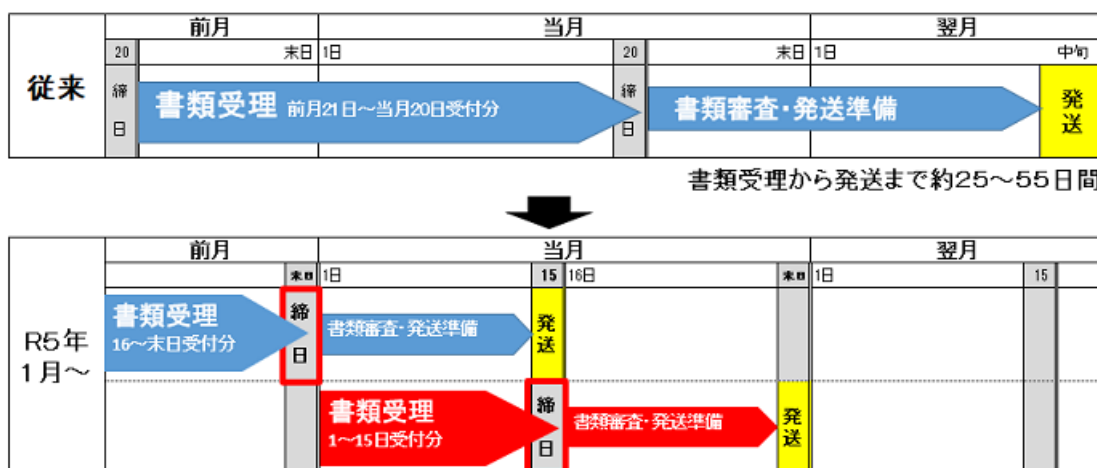 前月 当月 翌月
20 末日 1日 20 末日 1日 中旬
従来
締日
書類受理 前月21日～当月20日受付分
締日
書類審査・発送準備
発送
書類受理から発送まで約25～55日間
前月 当月 翌月
末日 1日 15 16日 末日 1日 15
R5年
1月～
書類受理
16～末日受付分
締日
書類審査・発送準備
発送
書類受理
1～15日受付分
締日
書類審査・発送準備
発送